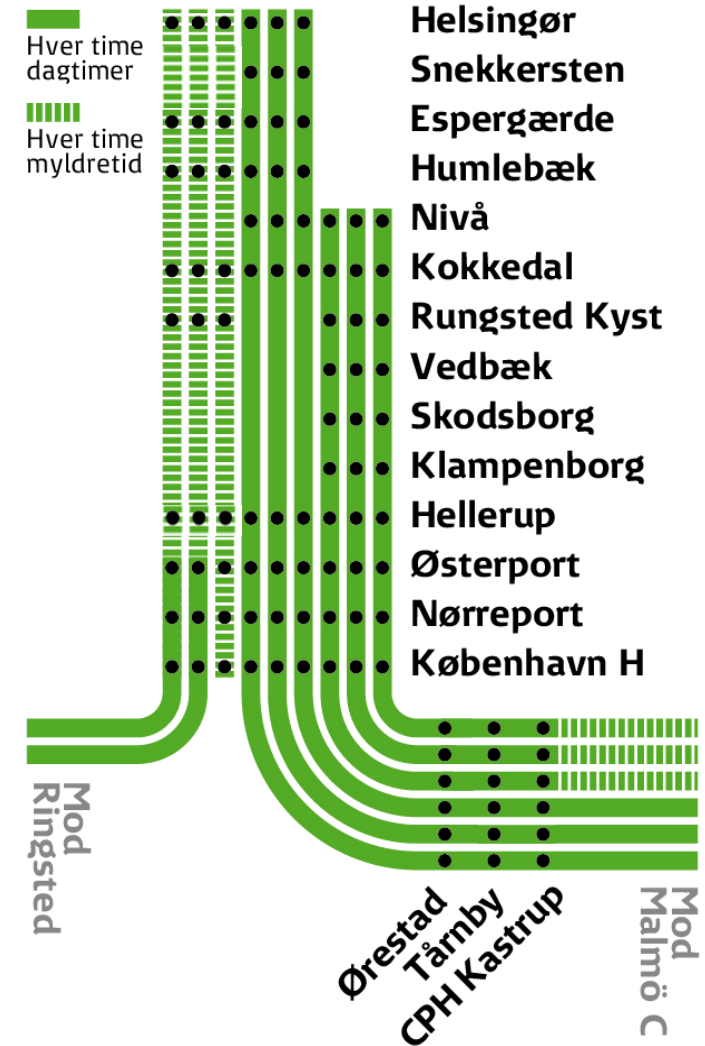 Hver time
dagtimer
Hver time
myldretid
Helsingør
Snekkersten
Espergærde
Humlebæk
Nivå
Kokkedal
Rungsted Kyst
Vedbæk
Skodsborg
Klampenborg
Hellerup
Østerport
Nørreport
København H
Mod
Ringsted
Ørestad
Tårnby
CPH Kastrup
Mod
Malmö C